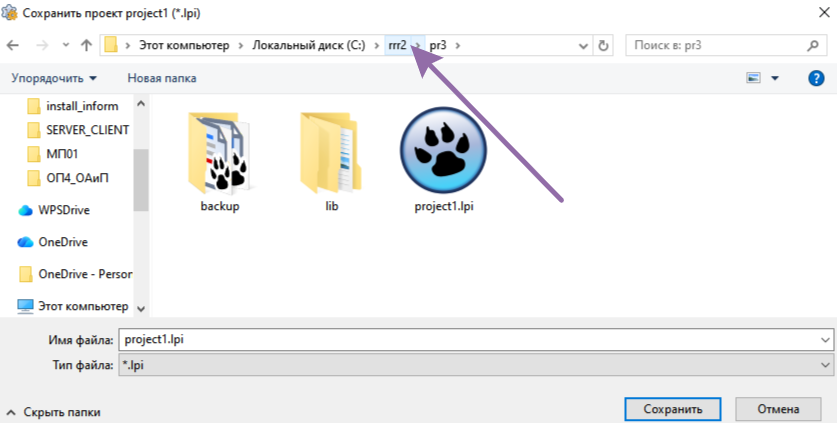 Сохранить проект project1 (*.lpi)
Этот компьютер > Локальный диск (C:) > rrr2 > pr3 >
Поиск в: pr3
Упорядочить Новая папка
install_inform
SERVER_CLIENT
МП01
ОП4_ОАиП
WPSDrive
OneDrive
OneDrive - Person
Этот компьютер
backup
lib
project1.lpi
Имя файла: project1.lpi
Тип файла: *.lpi
Скрыть папки
Сохранить
Отмена